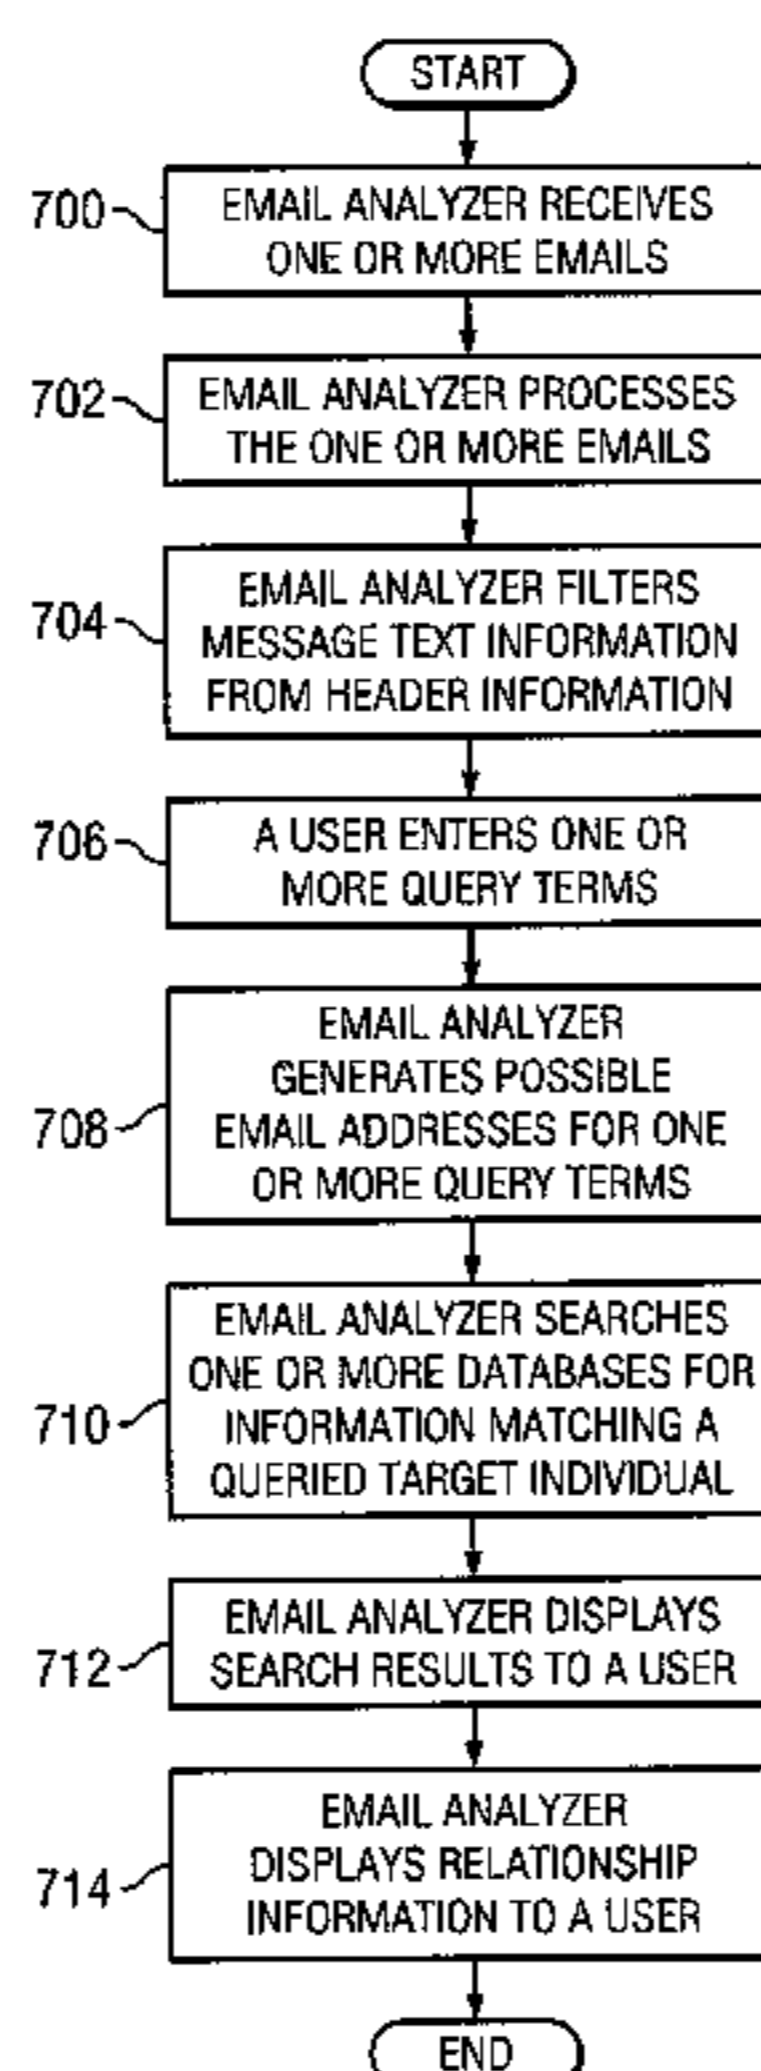 START
700
EMAIL ANALYZER RECEIVES
ONE OR MORE EMAILS
702
EMAIL ANALYZER PROCESSES
THE ONE OR MORE EMAILS
704
EMAIL ANALYZER FILTERS
MESSAGE TEXT INFORMATION
FROM HEADER INFORMATION
706
A USER ENTERS ONE OR
MORE QUERY TERMS
708
EMAIL ANALYZER
GENERATES POSSIBLE
EMAIL ADDRESSES FOR ONE
OR MORE QUERY TERMS
710
EMAIL ANALYZER SEARCHES
ONE OR MORE DATABASES FOR
INFORMATION MATCHING A
QUERIED TARGET INDIVIDUAL
712
EMAIL ANALYZER DISPLAYS
SEARCH RESULTS TO A USER
714
EMAIL ANALYZER
DISPLAYS RELATIONSHIP
INFORMATION TO A USER
END